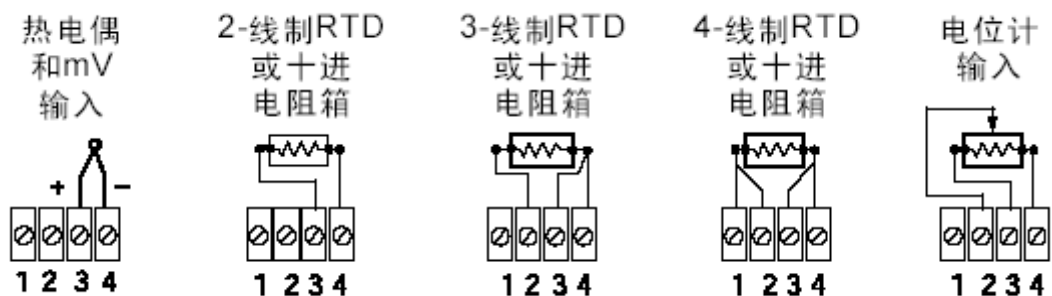 热电偶
和mV
输入
2-线制RTD
或十进
电阻箱
3-线制RTD
或十进
电阻箱
4-线制RTD
或十进
电阻箱
电位计
输入
+ -
1 2 3 4
1 2 3 4
1 2 3 4
1 2 3 4
1 2 3 4